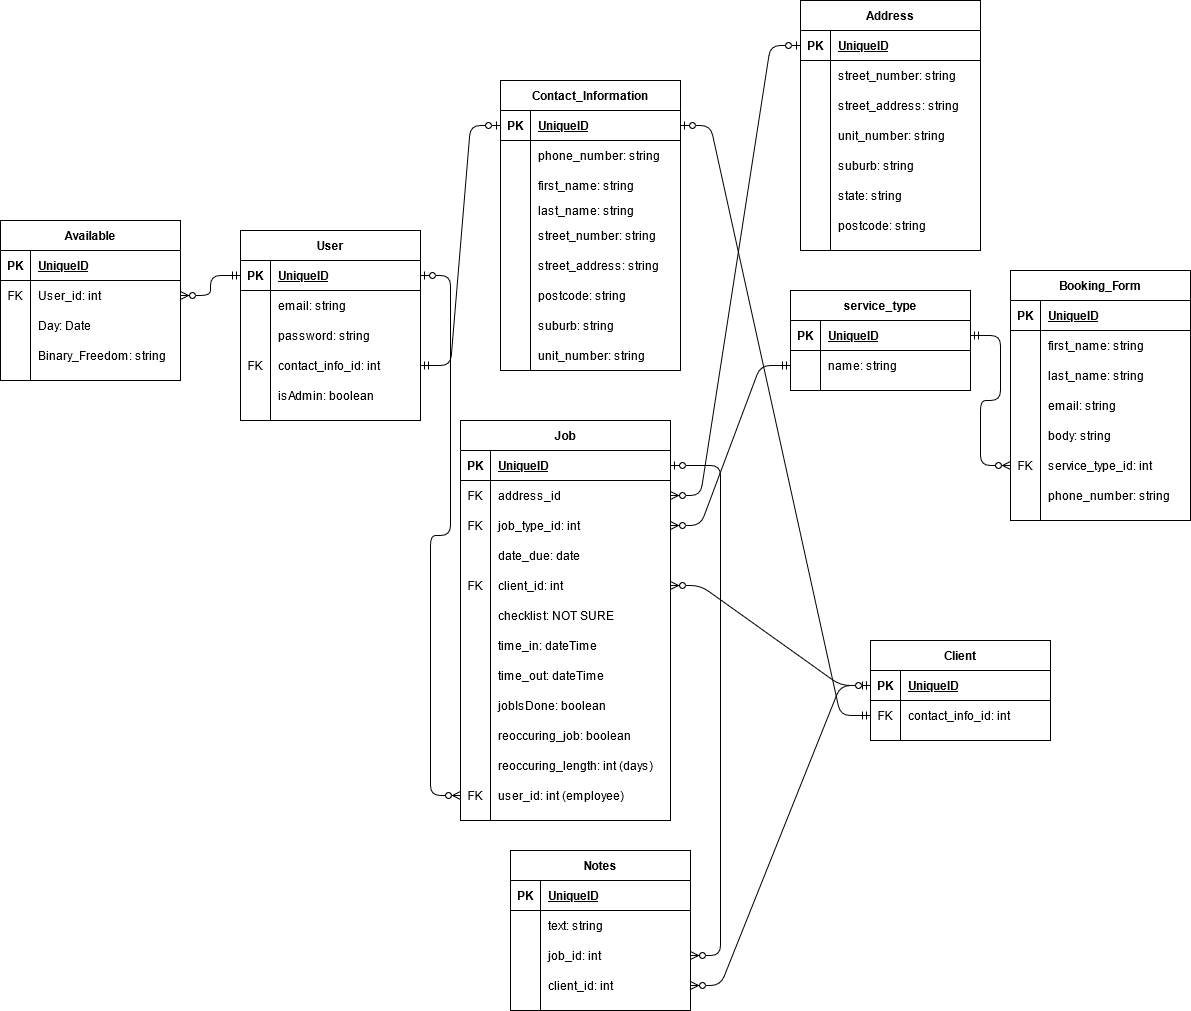 Address
PK UniqueID
street_number: string
street_address: string
unit_number: string
suburb: string
state: string
postcode: string
Contact_Information
PK UniqueID
phone_number: string
first_name: string
last_name: string
street_number: string
street_address: string
postcode: string
suburb: string
unit_number: string
Available
PK UniqueID
FK User_id: int
Day: Date
Binary_Freedom: string
User
PK UniqueID
email: string
password: string
FK contact_info_id: int
isAdmin: boolean
service_type
PK UniqueID
name: string
Booking_Form
PK UniqueID
first_name: string
last_name: string
email: string
body: string
FK service_type_id: int
phone_number: string
Job
PK UniqueID
FK address_id
FK job_type_id: int
date_due: date
FK client_id: int
checklist: NOT SURE
time_in: dateTime
time_out: dateTime
jobIsDone: boolean
reoccuring_job: boolean
reoccuring_length: int (days)
FK user_id: int (employee)
Client
PK UniqueID
FK contact_info_id: int
Notes
PK UniqueID
text: string
job_id: int
client_id: int